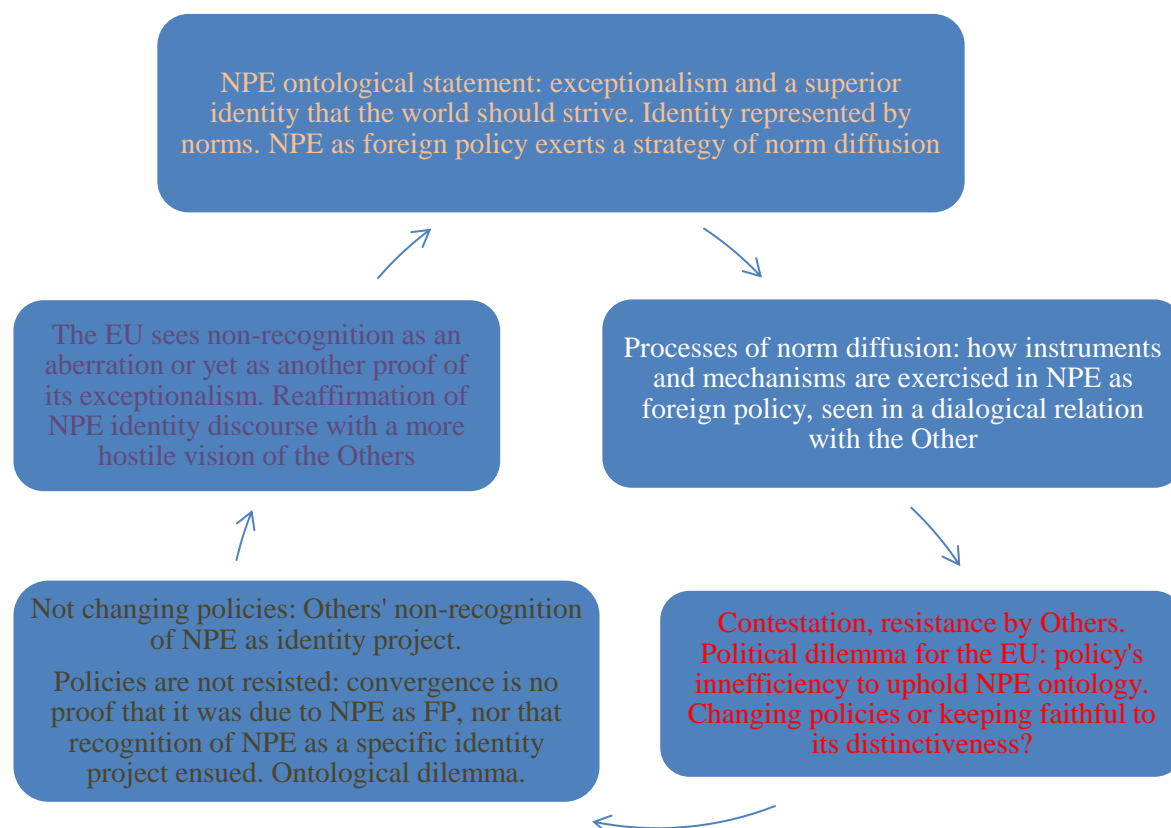 NPE ontological statement: exceptionalism and a superior
identity that the world should strive. Identity represented by
norms. NPE as foreign policy exerts a strategy of norm diffusion
Processes of norm diffusion: how instruments
and mechanisms are exercised in NPE as
foreign policy, seen in a dialogical relation
with the Other
Contestation, resistance by Others.
Political dilemma for the EU: policy's
innefficiency to uphold NPE ontology.
Changing policies or keeping faithful to
its distinctiveness?
Not changing policies: Others' non-recognition
of NPE as identity project.
Policies are not resisted: convergence is no
proof that it was due to NPE as FP, nor that
recognition of NPE as a specific identity
project ensued. Ontological dilemma.
The EU sees non-recognition as an
aberration or yet as another proof of
its exceptionalism. Reaffirmation of
NPE identity discourse with a more
hostile vision of the Others